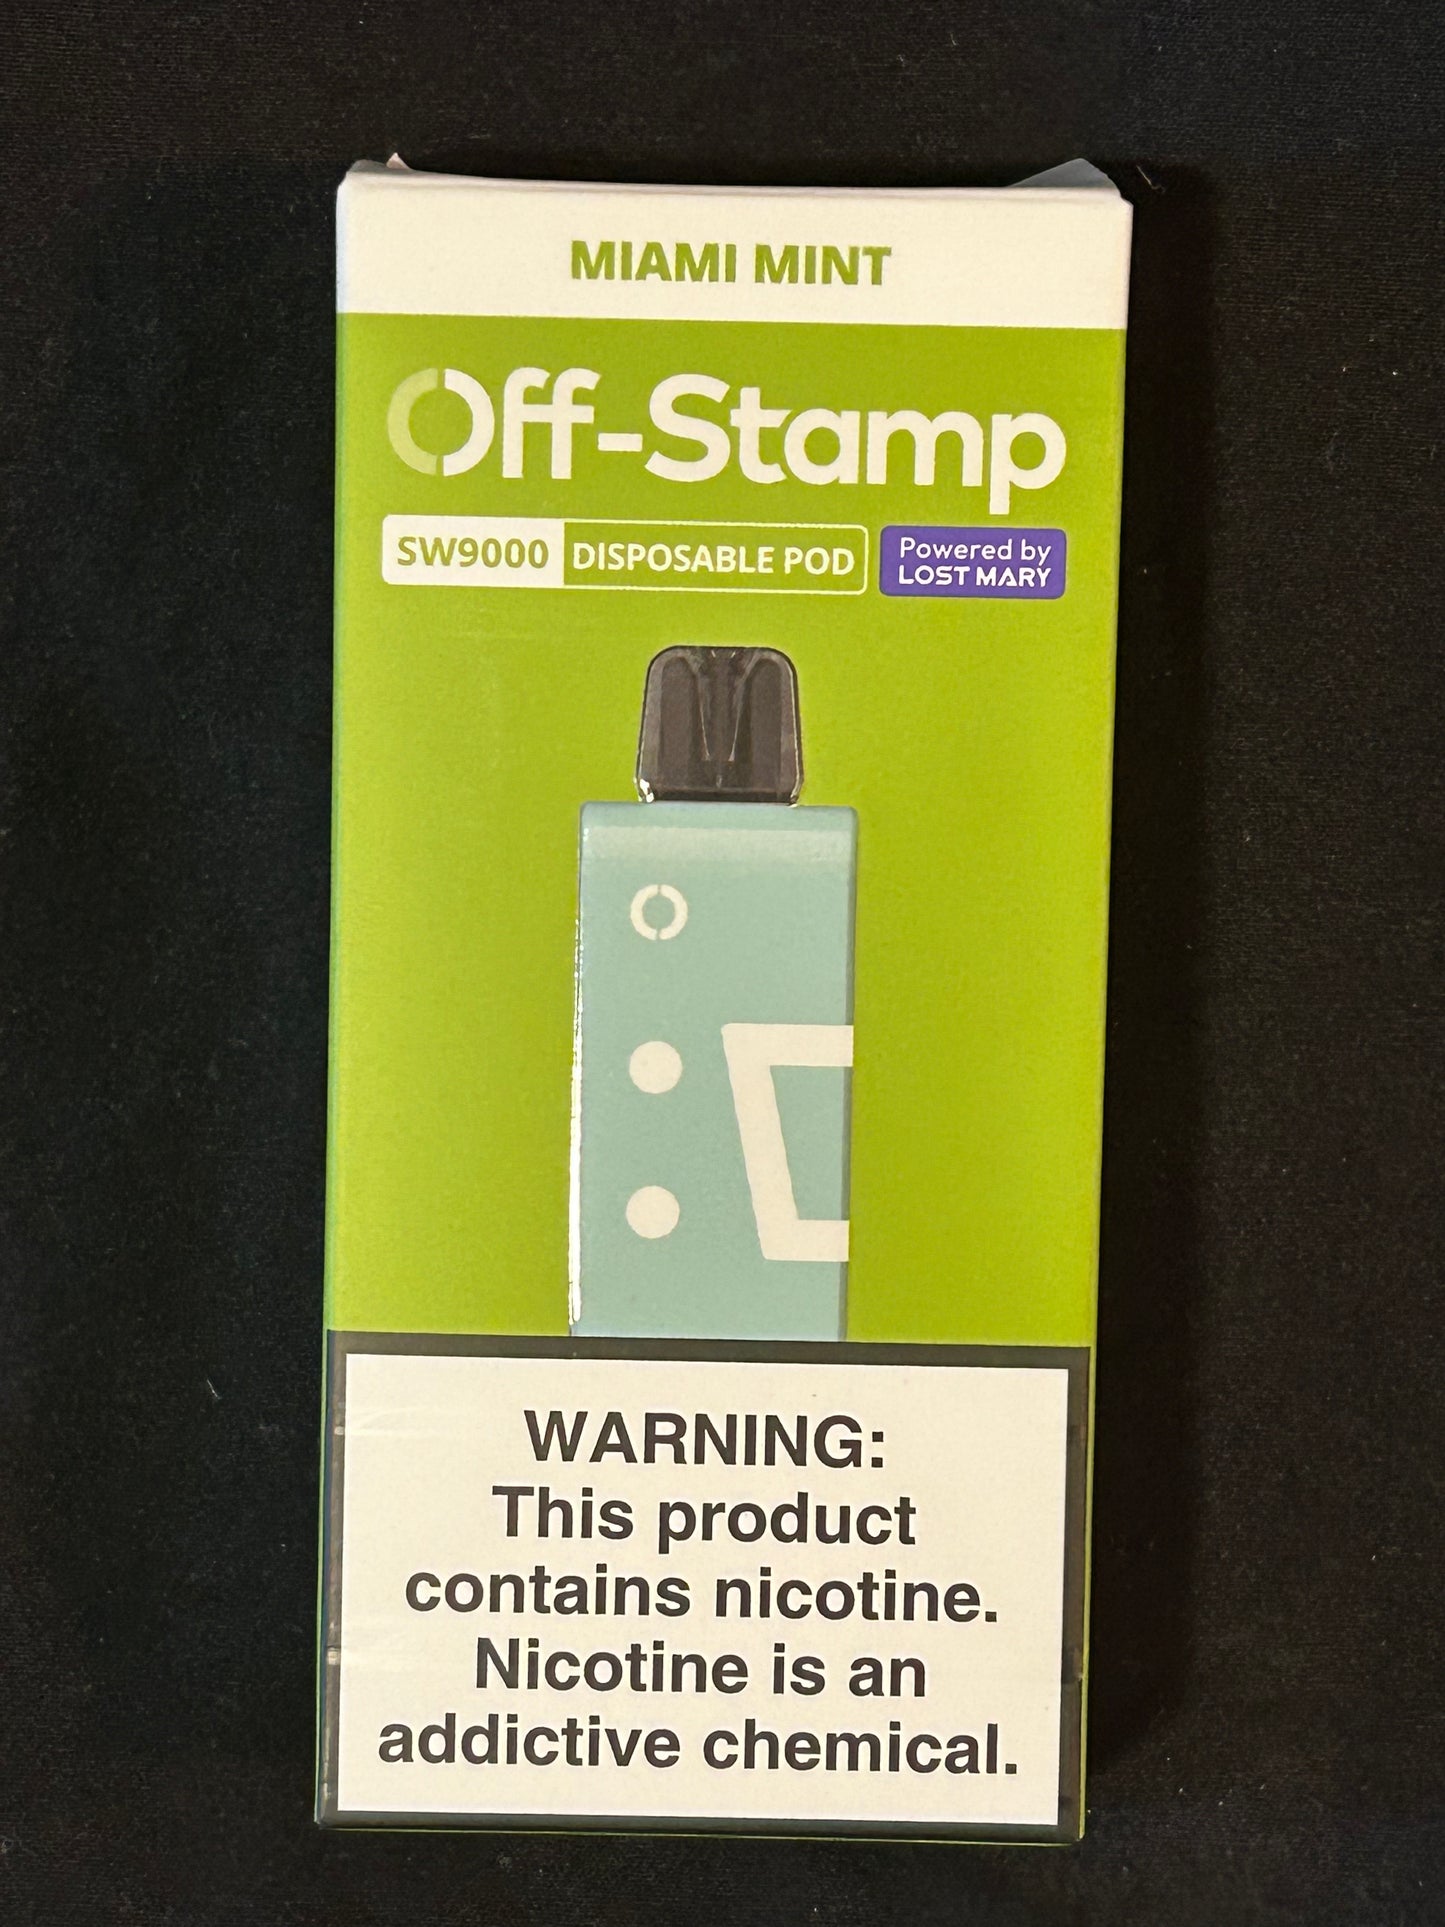 MIAMI MINT
Off-Stamp
SW9000 DISPOSABLE POD
Powered by
LOST MARY
WARNING:
This product
contains nicotine.
Nicotine is an
addictive chemical.